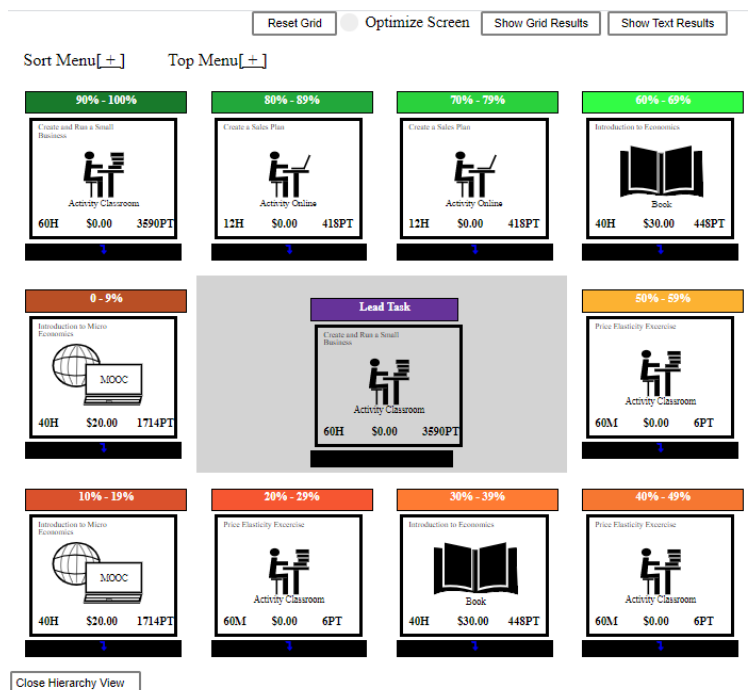 Reset Grid Optimize Screen Show Grid Results Show Text Results
Sort Menu[ + ] Top Menu[ + ]
90% - 100% 80% - 89% 70% - 79% 60% - 69%
Create and Run a Small
Business
Activity Classroom
60H $0.00 3590PT
Create a Sales Plan
Activity Online
12H $0.00 418PT
Create a Sales Plan
Activity Online
12H $0.00 418PT
Introduction to Economics
Book
40H $30.00 448PT
0 - 9%
Introduction to Micro
Economics
MOOC
40H $20.00 1714PT
Lead Task
Create and Run a Small
Business
Activity Classroom
60H $0.00 3590PT
50% - 59%
Price Elasticity Excercise
Activity Classroom
60M $0.00 6PT
10% - 19% 20% - 29% 30% - 39% 40% - 49%
Introduction to Micro
Economics
MOOC
40H $20.00 1714PT
Price Elasticity Excercise
Activity Classroom
60M $0.00 6PT
Introduction to Economics
Book
40H $30.00 448PT
Price Elasticity Excercise
Activity Classroom
60M $0.00 6PT
Close Hierarchy View